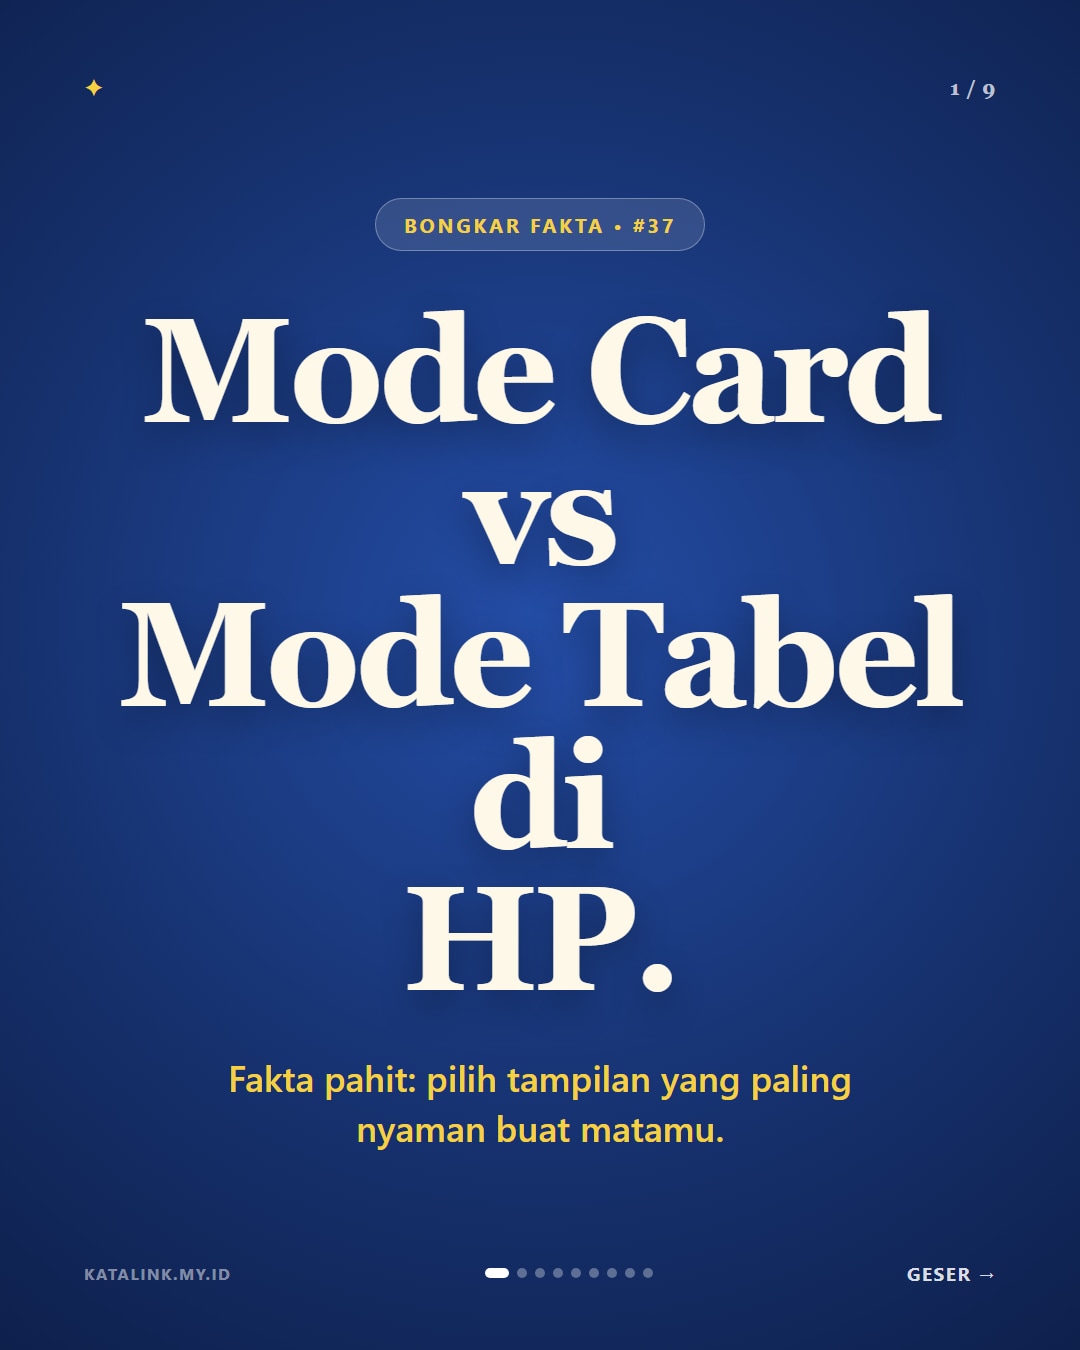 ✦
1 / 9
BONGKAR FAKTA • #37
Mode Card
vs
Mode Tabel
di
HP.
Fakta pahit: pilih tampilan yang paling
nyaman buat matamu.
KATALINK.MY.ID
GESER →